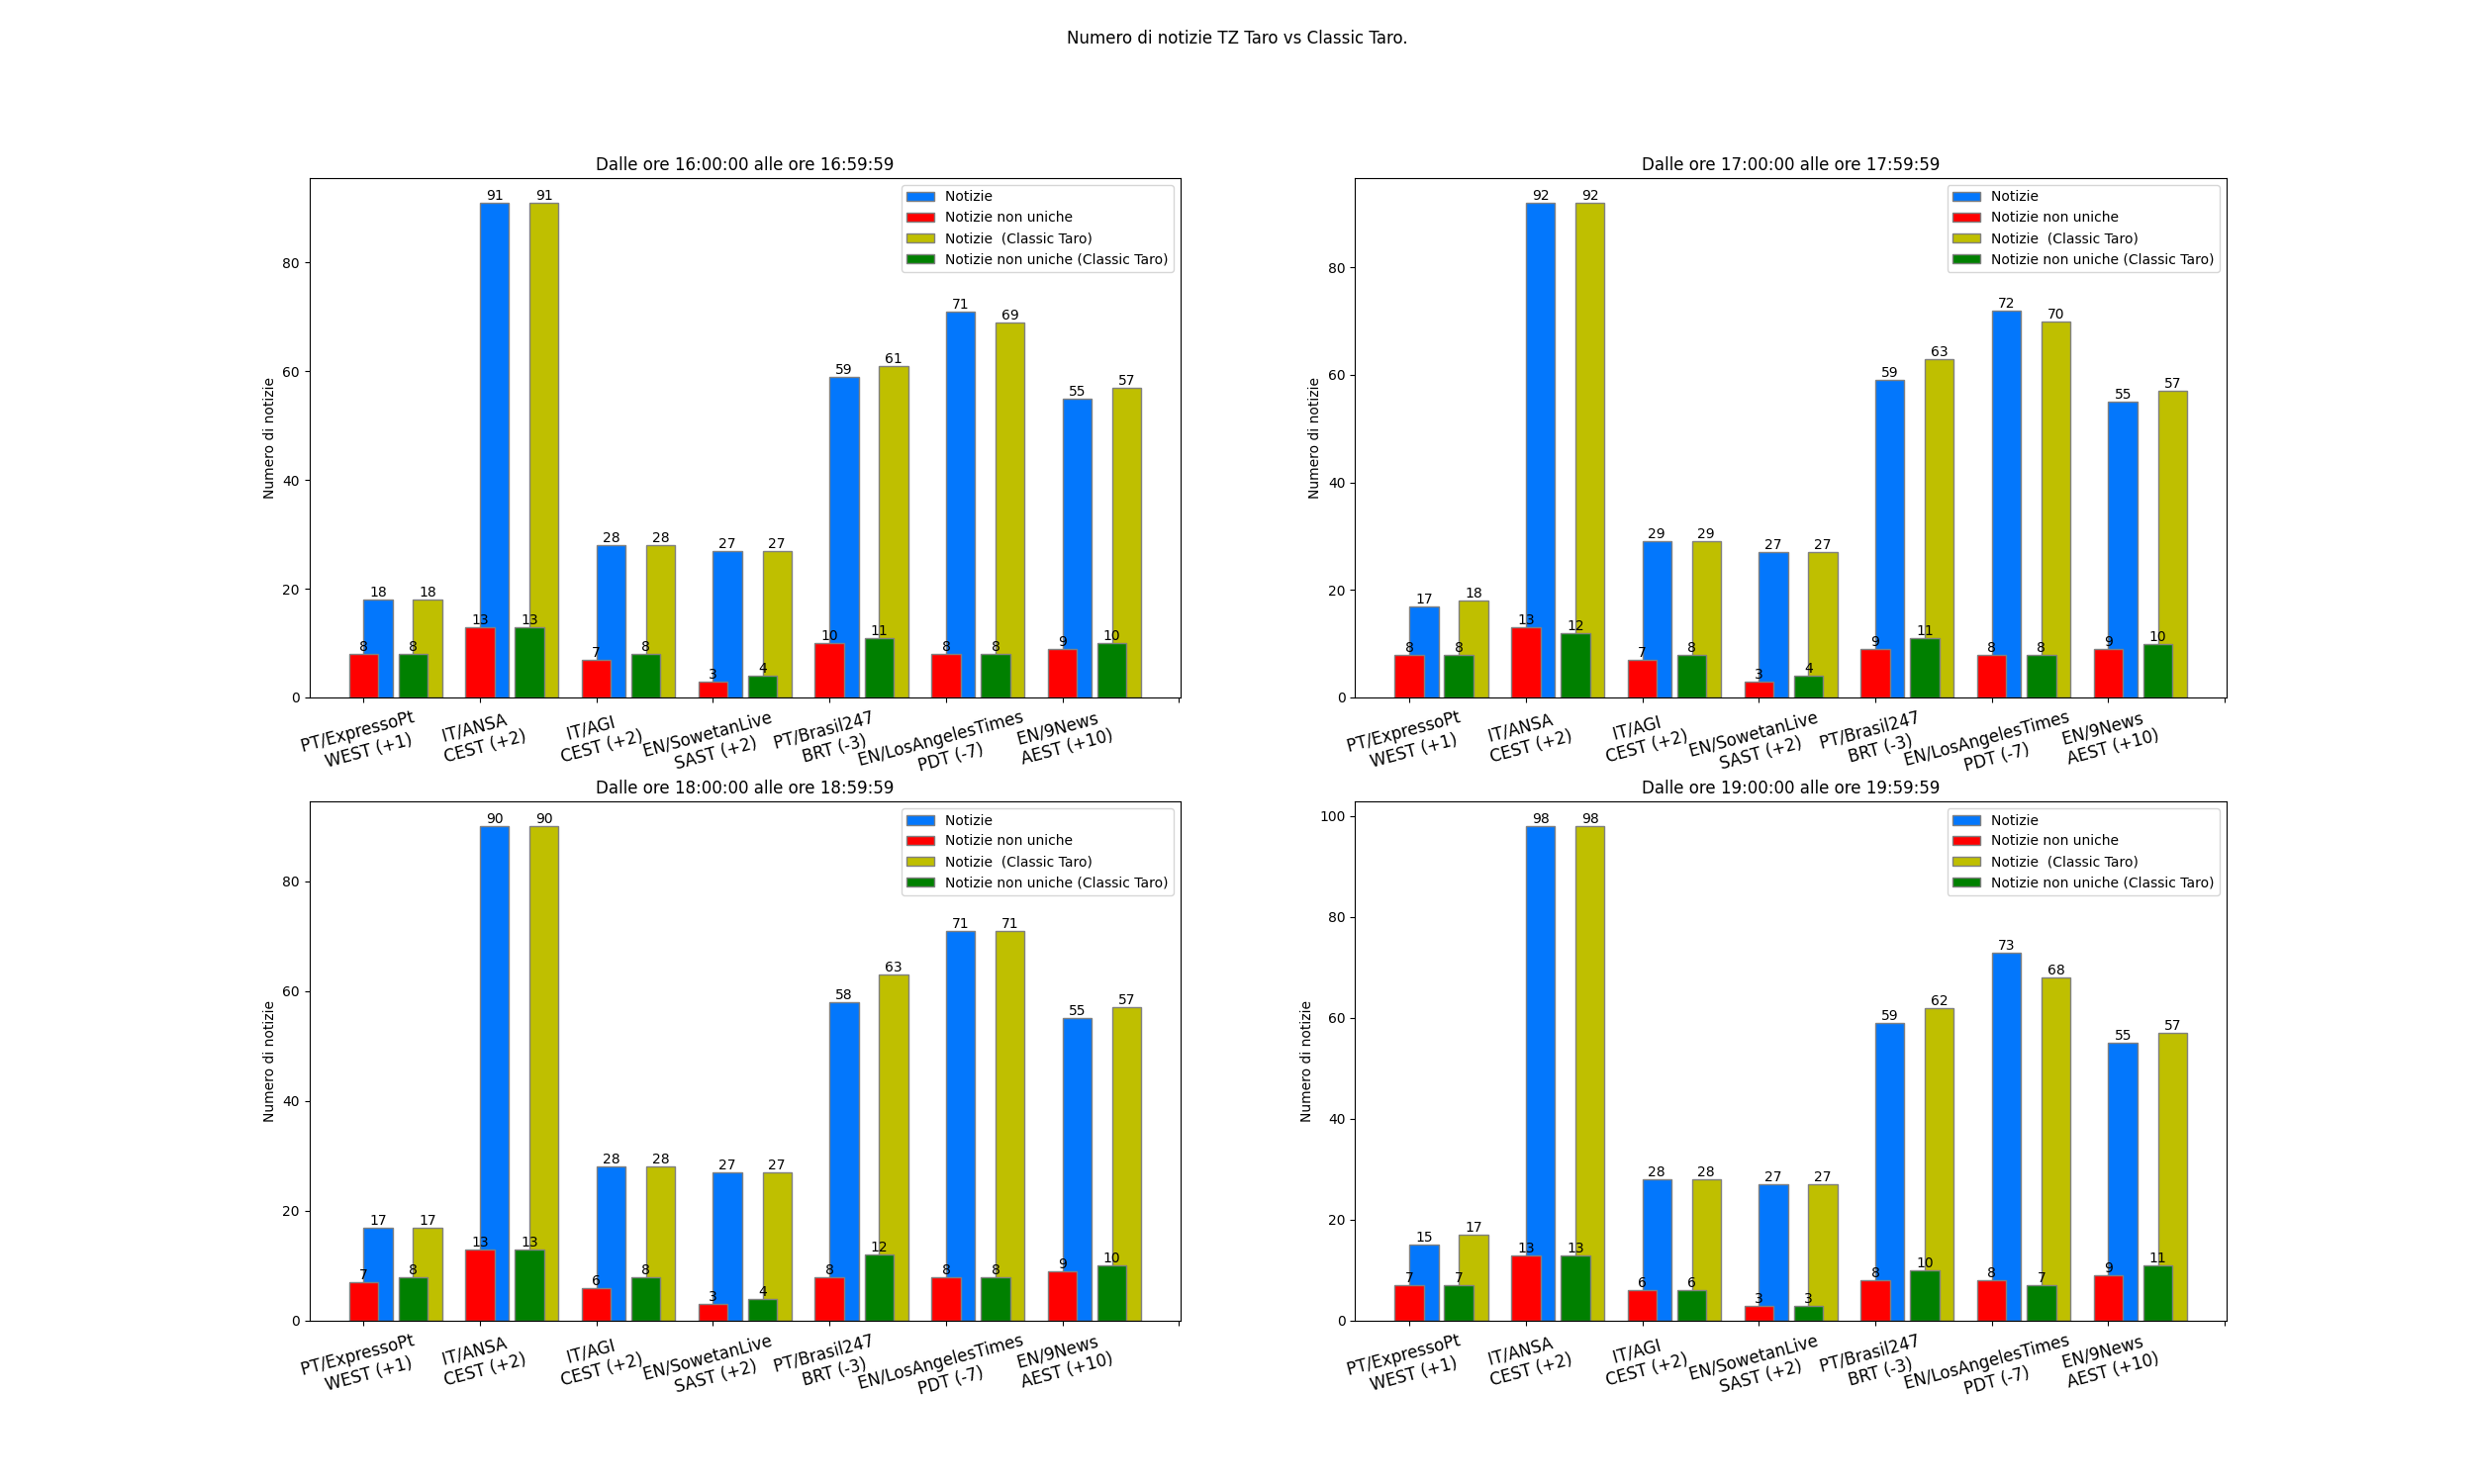 Numero di notizie TZ Taro vs Classic Taro.
Dalle ore 16:00:00 alle ore 16:59:59
Notizie
Notizie non uniche
Notizie (Classic Taro)
Notizie non uniche (Classic Taro)
Numero di notizie
80
60
40
20
0
18 91 28 27 59 71 55
8 13 7 3 10 8 9
18 91 28 27 61 69 57
8 13 8 4 11 8 10
PT/ExpressoPt
WEST (+1)
IT/ANSA
CEST (+2)
IT/AGI
CEST (+2)
EN/SowetanLive
SAST (+2)
PT/Brasil247
BRT (-3)
EN/LosAngelesTimes
PDT (-7)
EN/9News
AEST (+10)
Dalle ore 17:00:00 alle ore 17:59:59
Notizie
Notizie non uniche
Notizie (Classic Taro)
Notizie non uniche (Classic Taro)
Numero di notizie
80
60
40
20
0
17 92 29 27 59 72 55
8 13 7 3 9 8 9
18 92 29 27 63 70 57
8 12 8 4 11 8 10
PT/ExpressoPt
WEST (+1)
IT/ANSA
CEST (+2)
IT/AGI
CEST (+2)
EN/SowetanLive
SAST (+2)
PT/Brasil247
BRT (-3)
EN/LosAngelesTimes
PDT (-7)
EN/9News
AEST (+10)
Dalle ore 18:00:00 alle ore 18:59:59
Notizie
Notizie non uniche
Notizie (Classic Taro)
Notizie non uniche (Classic Taro)
Numero di notizie
80
60
40
20
0
17 90 28 27 58 71 55
7 13 6 3 8 8 9
17 90 28 27 63 71 57
8 13 8 4 12 8 10
PT/ExpressoPt
WEST (+1)
IT/ANSA
CEST (+2)
IT/AGI
CEST (+2)
EN/SowetanLive
SAST (+2)
PT/Brasil247
BRT (-3)
EN/LosAngelesTimes
PDT (-7)
EN/9News
AEST (+10)
Dalle ore 19:00:00 alle ore 19:59:59
Notizie
Notizie non uniche
Notizie (Classic Taro)
Notizie non uniche (Classic Taro)
Numero di notizie
100
80
60
40
20
0
15 98 28 27 59 73 55
7 13 6 3 8 8 9
17 98 28 27 62 68 57
7 13 6 3 10 7 11
PT/ExpressoPt
WEST (+1)
IT/ANSA
CEST (+2)
IT/AGI
CEST (+2)
EN/SowetanLive
SAST (+2)
PT/Brasil247
BRT (-3)
EN/LosAngelesTimes
PDT (-7)
EN/9News
AEST (+10)